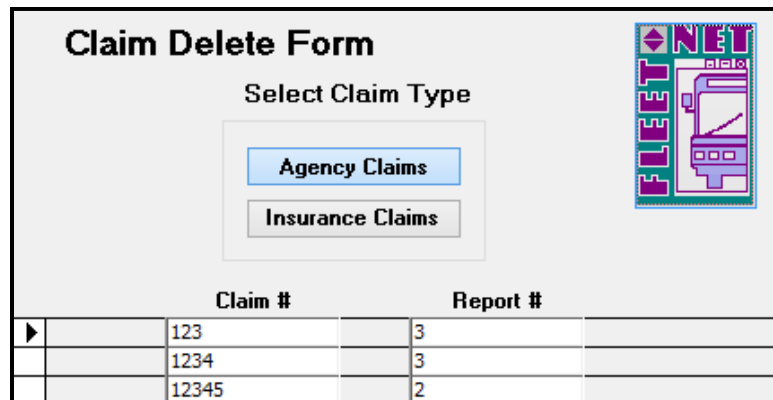 Claim Delete Form
FLEET NET
Select Claim Type
Agency Claims
Insurance Claims
Claim # Report #
123 3
1234 3
12345 2